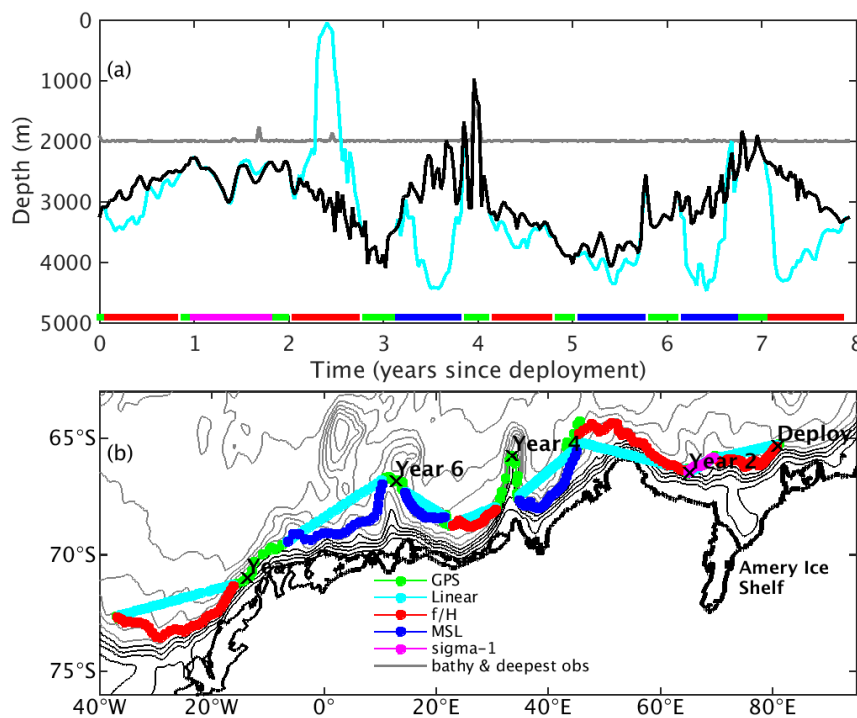 0
(a)
1000
2000
3000
4000
5000
Depth (m)
0 1 2 3 4 5 6 7 8
Time (years since deployment)
(b)
65°S
70°S
75°S
Year 4
Deploy
Year 2
Year 6
Year
Amery Ice
Shelf
GPS
Linear
f/H
MSL
sigma-1
bathy & deepest obs
40°W 20°W 0° 20°E 40°E 60°E 80°E